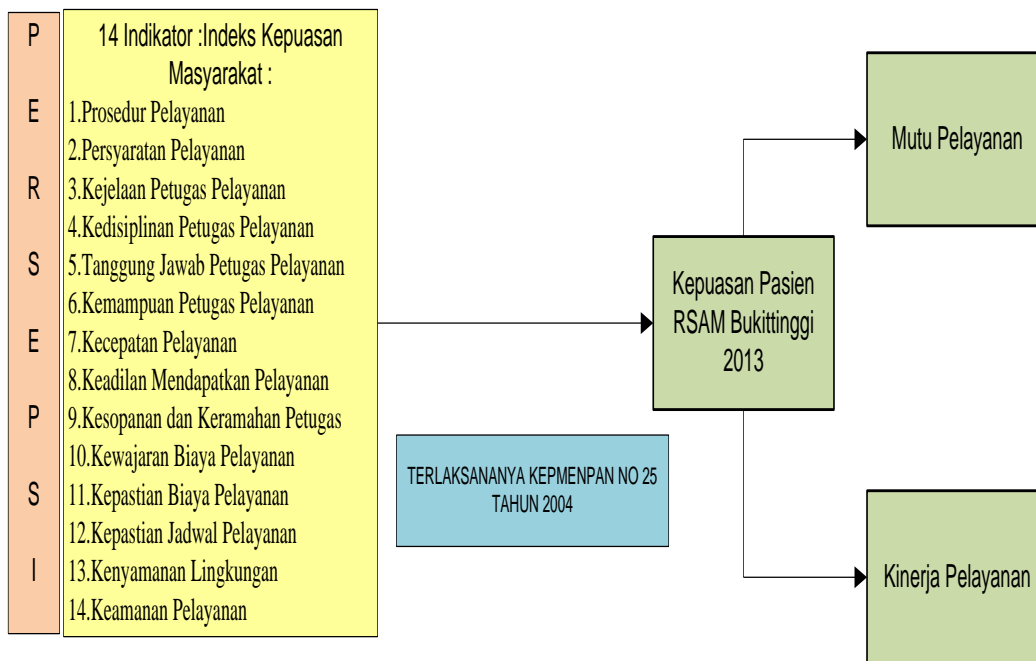 P
E
R
S
E
P
S
I
14 Indikator :Indeks Kepuasan
Masyarakat :
1.Prosedur Pelayanan
2.Persyaratan Pelayanan
3.Kejelaan Petugas Pelayanan
4.Kedisiplinan Petugas Pelayanan
5.Tanggung Jawab Petugas Pelayanan
6.Kemampuan Petugas Pelayanan
7.Kecepatan Pelayanan
8.Keadilan Mendapatkan Pelayanan
9.Kesopanan dan Keramahan Petugas
10.Kewajaran Biaya Pelayanan
11.Kepastian Biaya Pelayanan
12.Kepastian Jadwal Pelayanan
13.Kenyamanan Lingkungan
14.Keamanan Pelayanan
TERLAKSANANYA KEPMENPAN NO 25
TAHUN 2004
Kepuasan Pasien
RSAM Bukittinggi
2013
Mutu Pelayanan
Kinerja Pelayanan